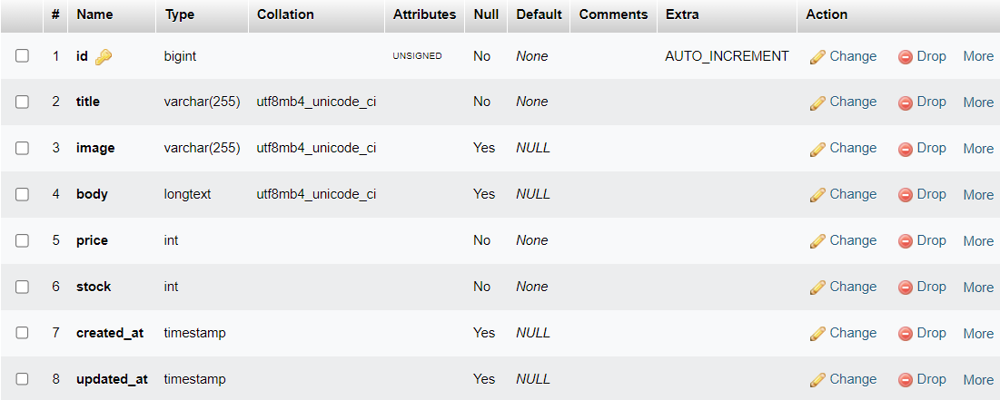 # Name Type Collation Attributes Null Default Comments Extra Action
1 id bigint UNSIGNED No None AUTO_INCREMENT Change Drop More
2 title varchar(255) utf8mb4_unicode_ci No None Change Drop More
3 image varchar(255) utf8mb4_unicode_ci Yes NULL Change Drop More
4 body longtext utf8mb4_unicode_ci Yes NULL Change Drop More
5 price int No None Change Drop More
6 stock int No None Change Drop More
7 created_at timestamp Yes NULL Change Drop More
8 updated_at timestamp Yes NULL Change Drop More